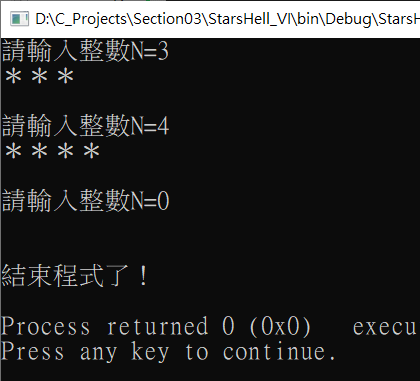 D:\C_Projects\Section03\StarsHell_VI\bin\Debug\StarsH
請輸入整數N=3
＊＊＊
請輸入整數N=4
＊＊＊＊
請輸入整數N=0
結束程式了！
Process returned 0 (0x0)   execu
Press any key to continue.